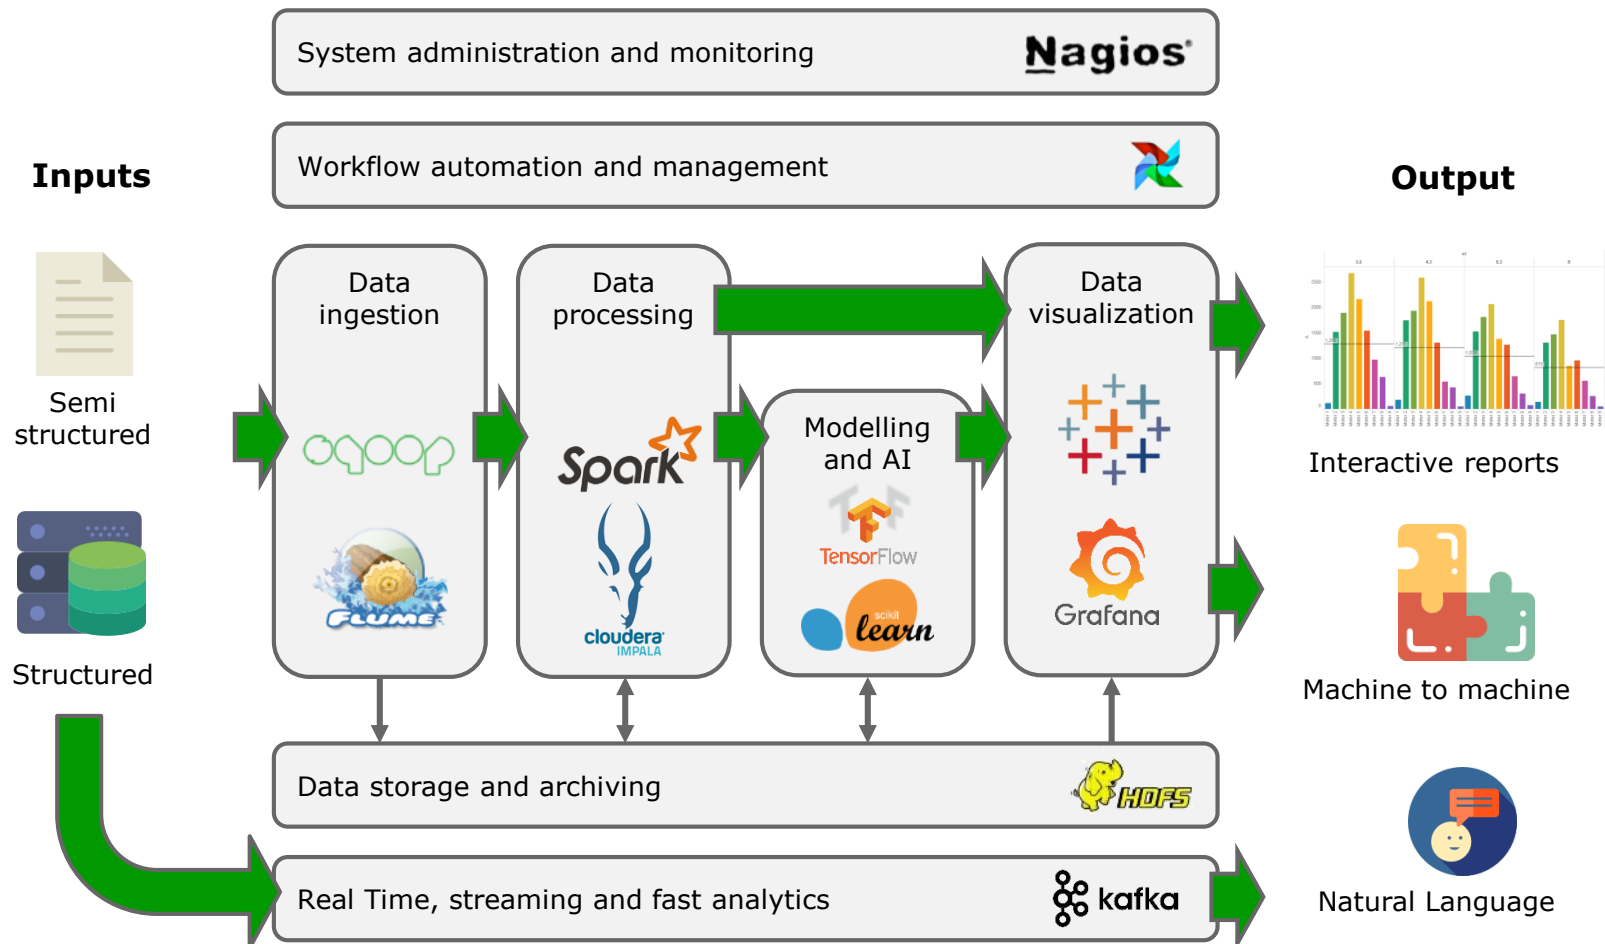 System administration and monitoring
Nagios®
Workflow automation and management
Inputs
Output
Semi
structured
Structured
Data
ingestion
sqoop
FLUME
Data
processing
Spark
cloudera
IMPALA
Modelling
and AI
TensorFlow
scikit
learn
Data
visualization
Grafana
Interactive reports
Machine to machine
Data storage and archiving
HDFS
Real Time, streaming and fast analytics
kafka
Natural Language